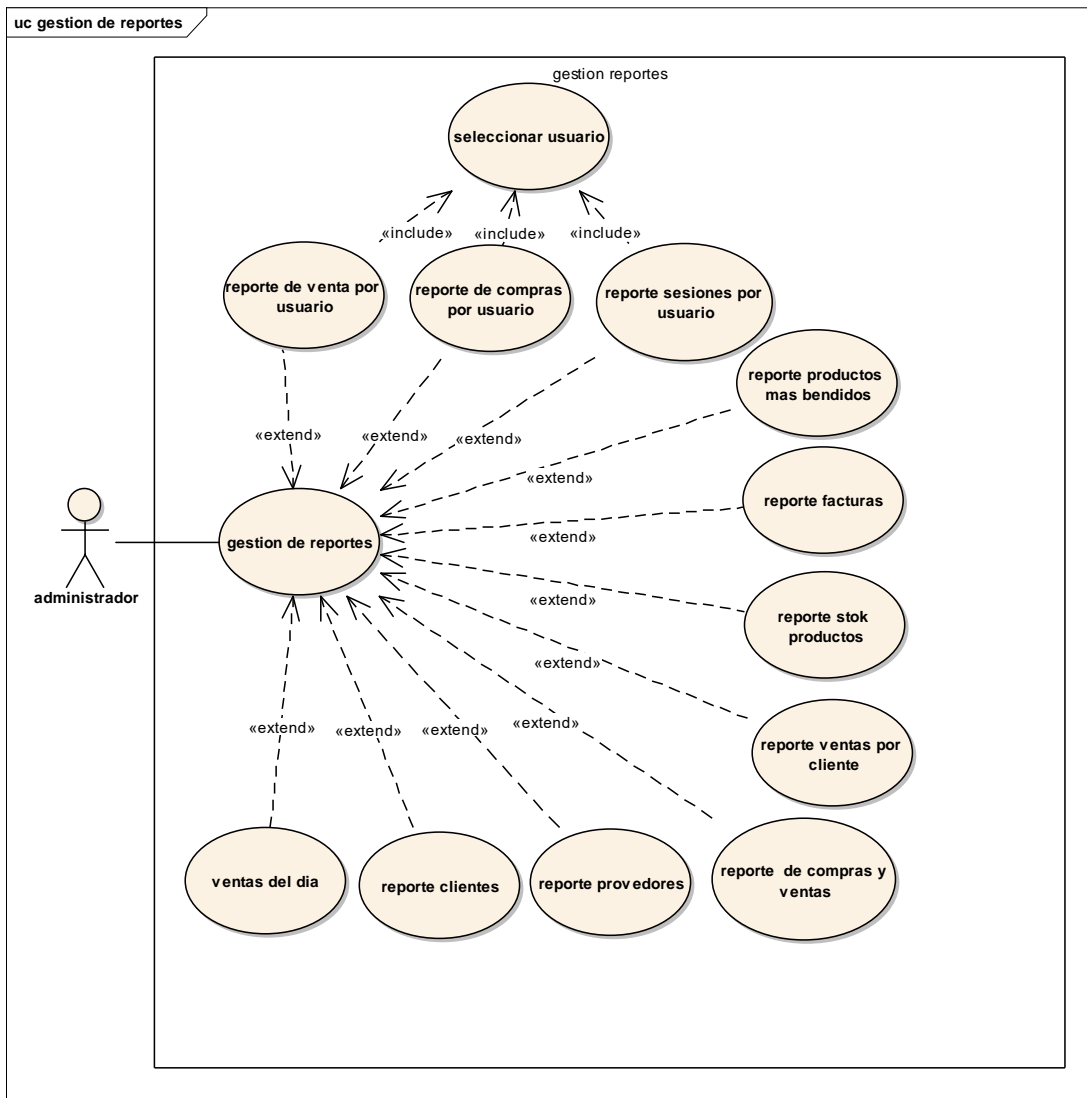 uc gestion de reportes
gestion reportes
seleccionar usuario
«include»
«include»
«include»
reporte de venta por
usuario
reporte de compras
por usuario
reporte sesiones por
usuario
reporte productos
mas bendidos
«extend»
«extend»
«extend»
«extend»
reporte facturas
gestion de reportes
«extend»
administrador
«extend»
reporte stok
productos
«extend»
reporte ventas por
cliente
«extend»
«extend»
«extend»
«extend»
ventas del dia
reporte clientes
reporte provedores
reporte de compras y
ventas